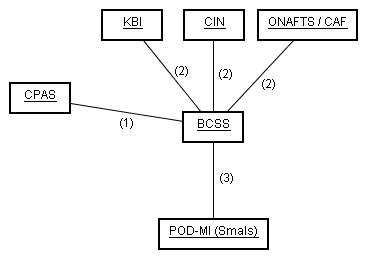 KBI
CIN
ONAFTS / CAF
(2)
(2)
(2)
CPAS
(1)
BCSS
(3)
POD-MI (Smals)